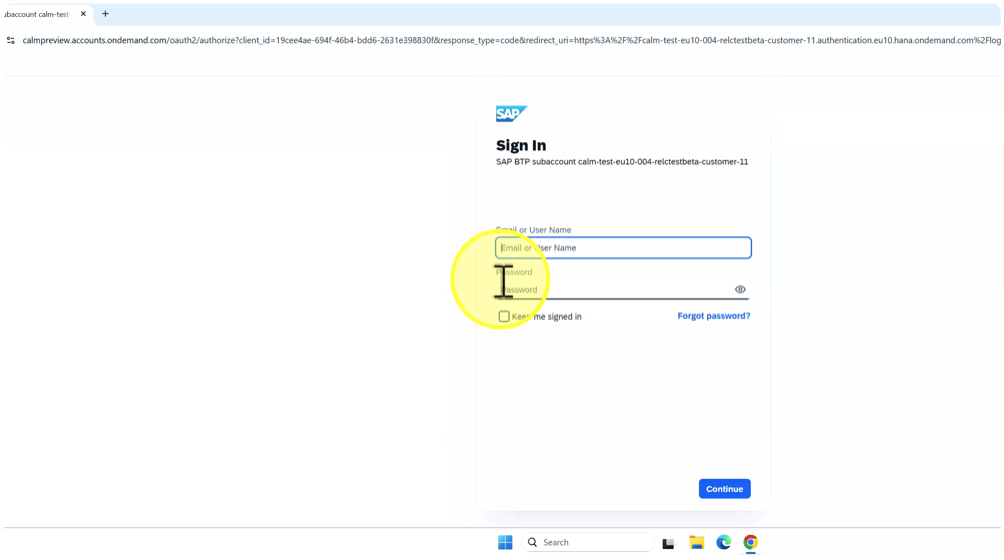 ubaccount calm-test
calmpreview.accounts.ondemand.com/oauth2/authorize?client_id=19cee4ae-694f-46b4-bdd6-2631e398830f&response_type=code&redirect_uri=https%3A%2F%2Fcalm-test-eu10-004-relctestbeta-customer-11.authentication.eu10.hana.ondemand.com%2Flog
SAP
Sign In
SAP BTP subaccount calm-test-eu10-004-relctestbeta-customer-11
Email or User Name
Email or User Name
Password
Password
Keep me signed in
Forgot password?
Continue
Search